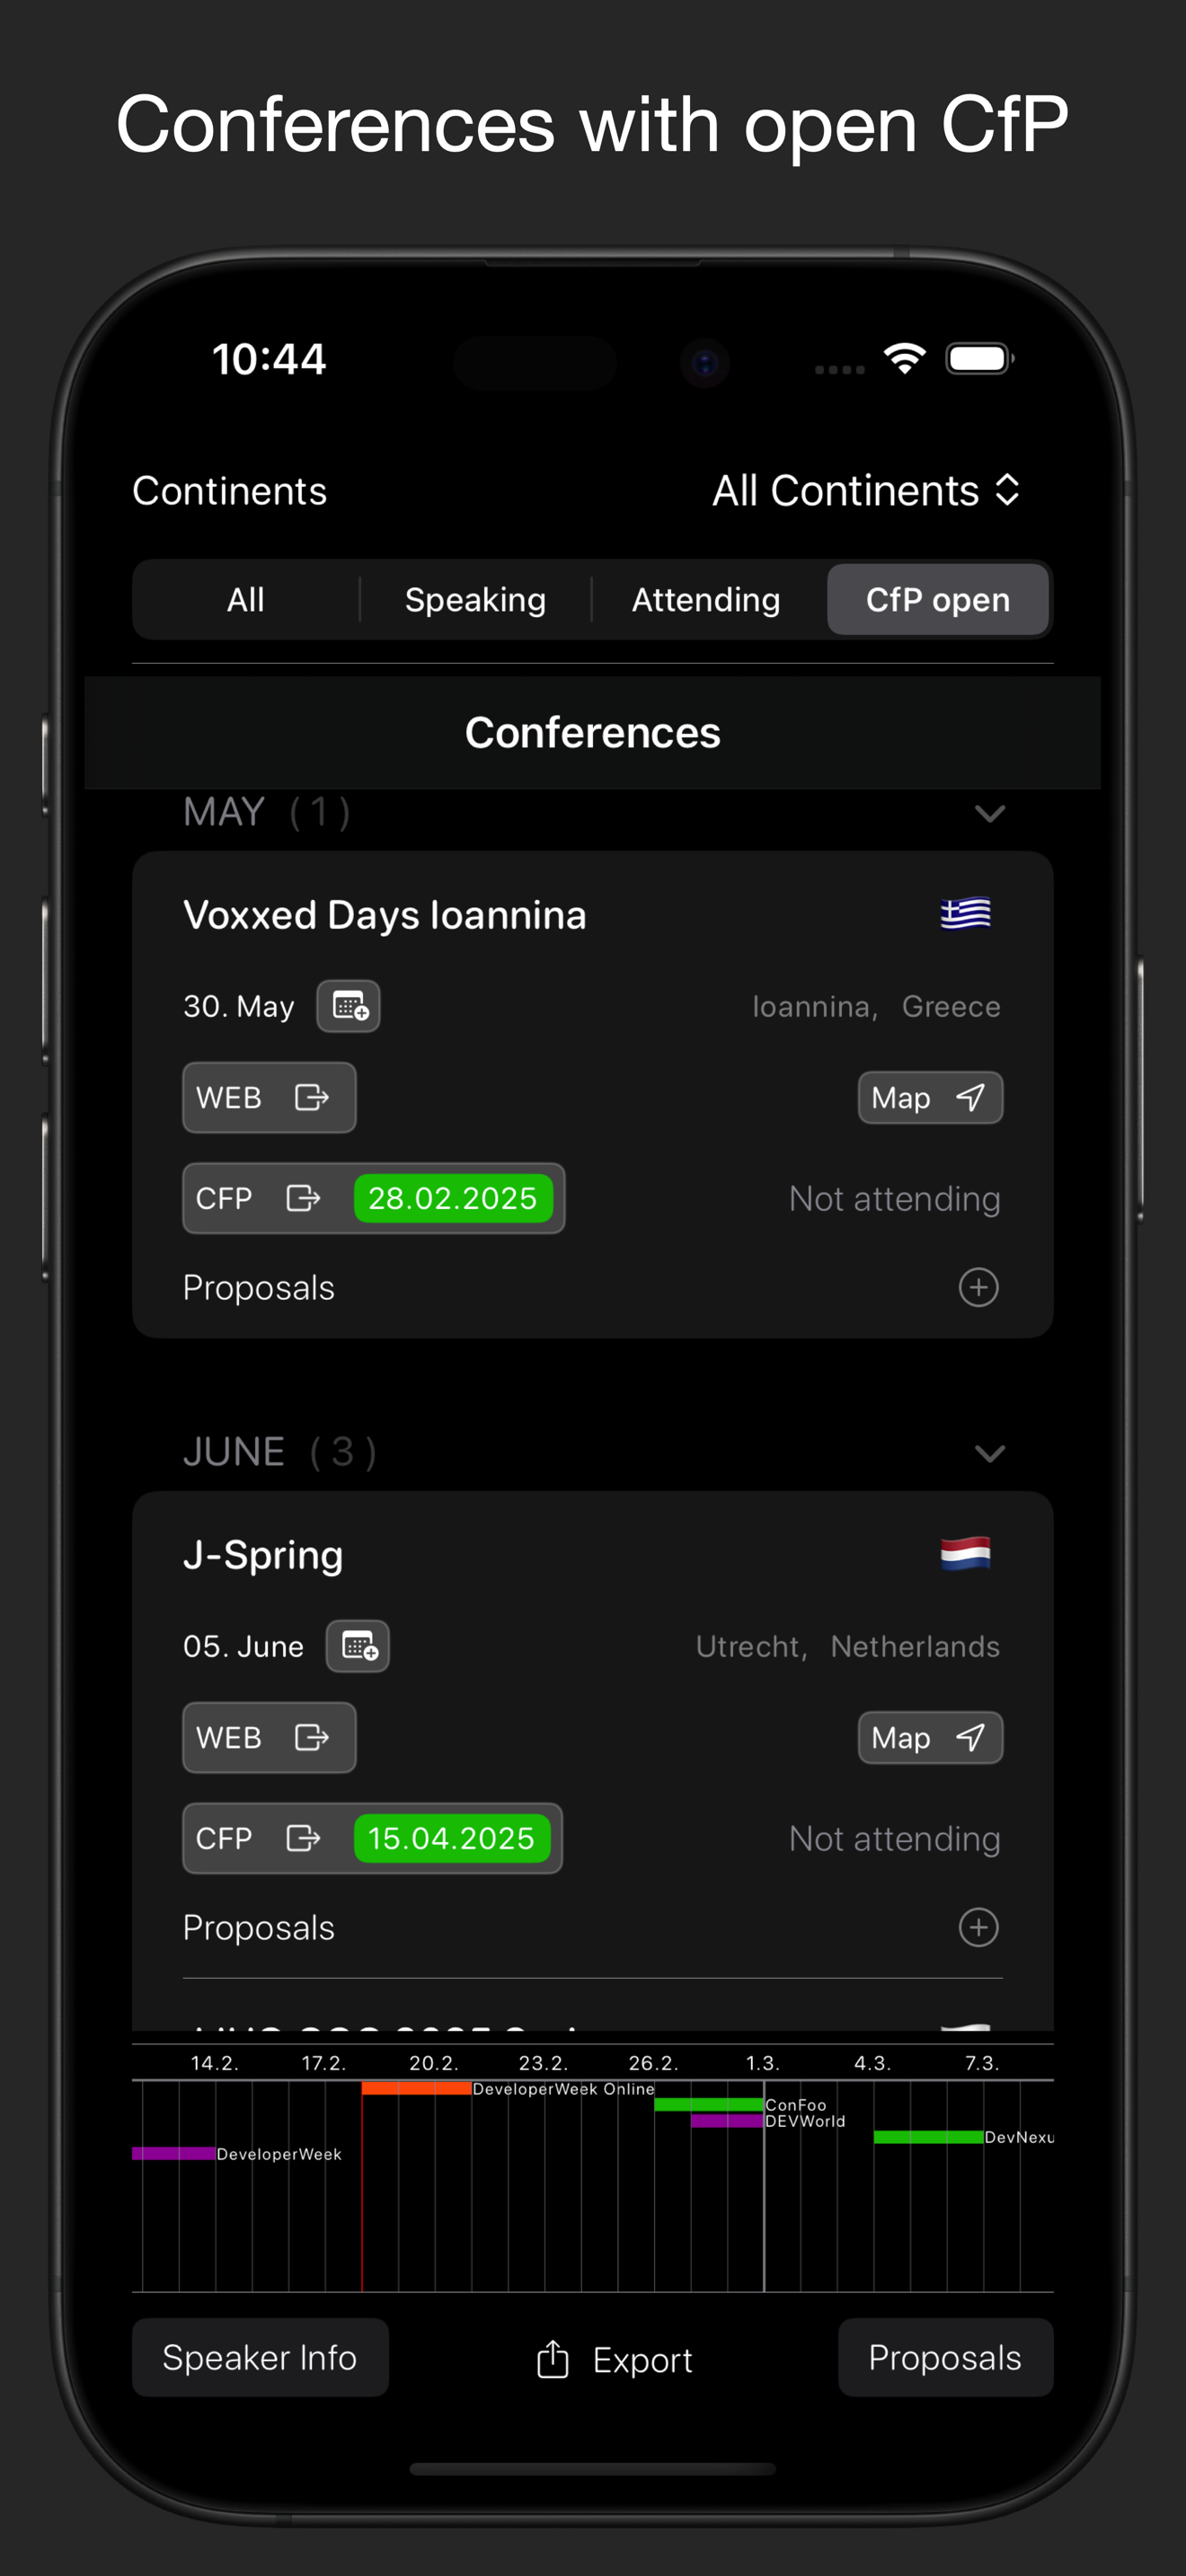 Conferences with open CfP
10:44
Continents
All Continents
All Speaking Attending CfP open
Conferences
MAY (1)
Voxxed Days Ioannina
30. May
Ioannina, Greece
WEB
Map
CFP 28.02.2025
Not attending
Proposals
JUNE (3)
J-Spring
05. June
Utrecht, Netherlands
WEB
Map
CFP 15.04.2025
Not attending
Proposals
14.2. 17.2. 20.2. 23.2. 26.2. 1.3. 4.3. 7.3.
DeveloperWeek Online
ConFoo
DEVWorld
DevNexu
DeveloperWeek
Speaker Info
Export
Proposals